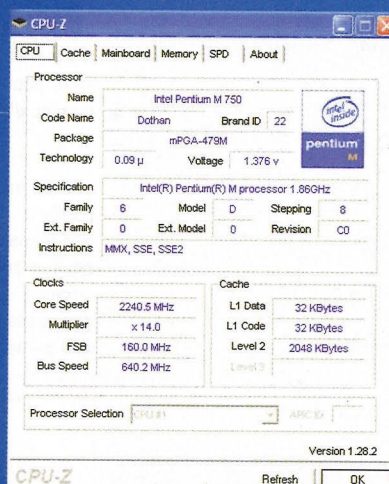 CPU-Z
CPU Cache Mainboard Memory SPD About
Processor
Name Intel Pentium M 750
Code Name Dothan Brand ID 22
Package mPGA-479M
Technology 0.09 µ Voltage 1.376 v
intel inside
pentium M
Specification Intel(R) Pentium(R) M processor 1.86GHz
Family 6 Model D Stepping 8
Ext. Family 0 Ext. Model 0 Revision C0
Instructions MMX, SSE, SSE2
Clocks
Core Speed 2240.5 MHz
Multiplier x 14.0
FSB 160.0 MHz
Bus Speed 640.2 MHz
Cache
L1 Data 32 KBytes
L1 Code 32 KBytes
Level 2 2048 KBytes
Level 3
Processor Selection CPU #1 APIC ID
Version 1.28.2
CPU-Z Refresh OK